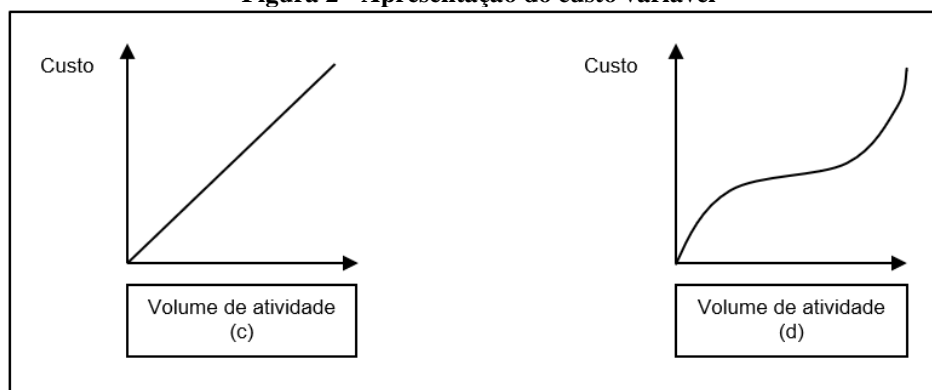 Figura 2 - Apresentação do custo variável
Custo
Custo
Volume de atividade
(c)
Volume de atividade
(d)